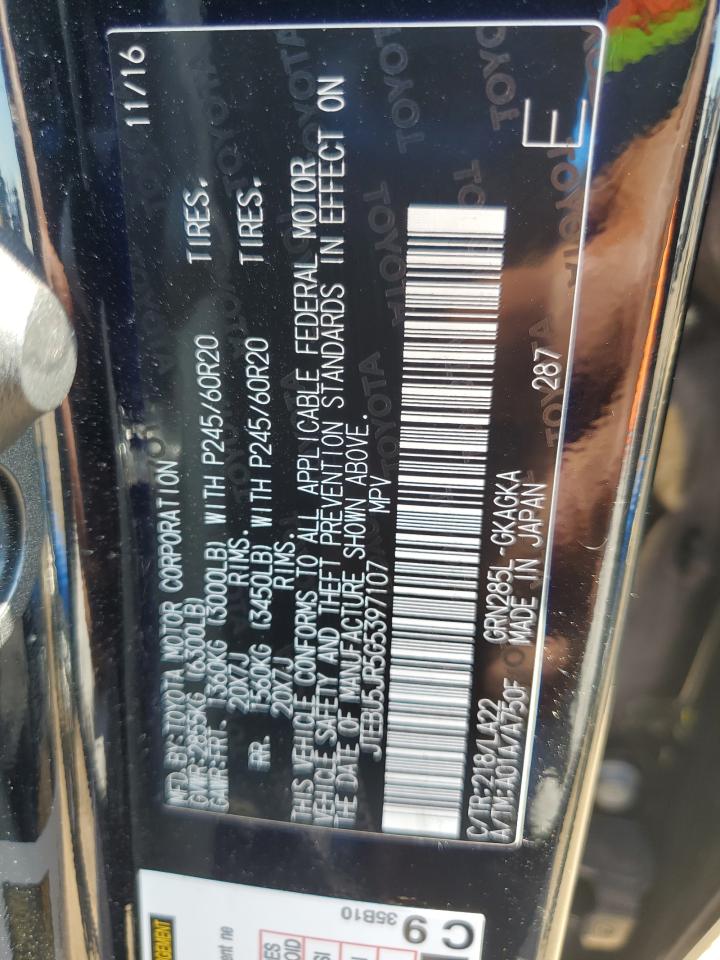 11/16
MFD.BY:TOYOTA MOTOR CORPORATION
GVWR:2855KG (6300LB)
GAWR:FRT. 1360KG (3000LB) WITH P245/60R20 TIRES.
20X7J RIMS.
RR. 1560KG (3450LB) WITH P245/60R20 TIRES.
20X7J RIMS.
THIS VEHICLE CONFORMS TO ALL APPLICABLE FEDERAL MOTOR
VEHICLE SAFETY AND THEFT PREVENTION STANDARDS IN EFFECT ON
THE DATE OF MANUFACTURE SHOWN ABOVE.
JTEBU5JR5G5397107 MPV
C/TR:218/LA22 GRN285L-GKAGKA
A/TM:A01A/A750F MADE IN JAPAN 287
E
C 9
35B10